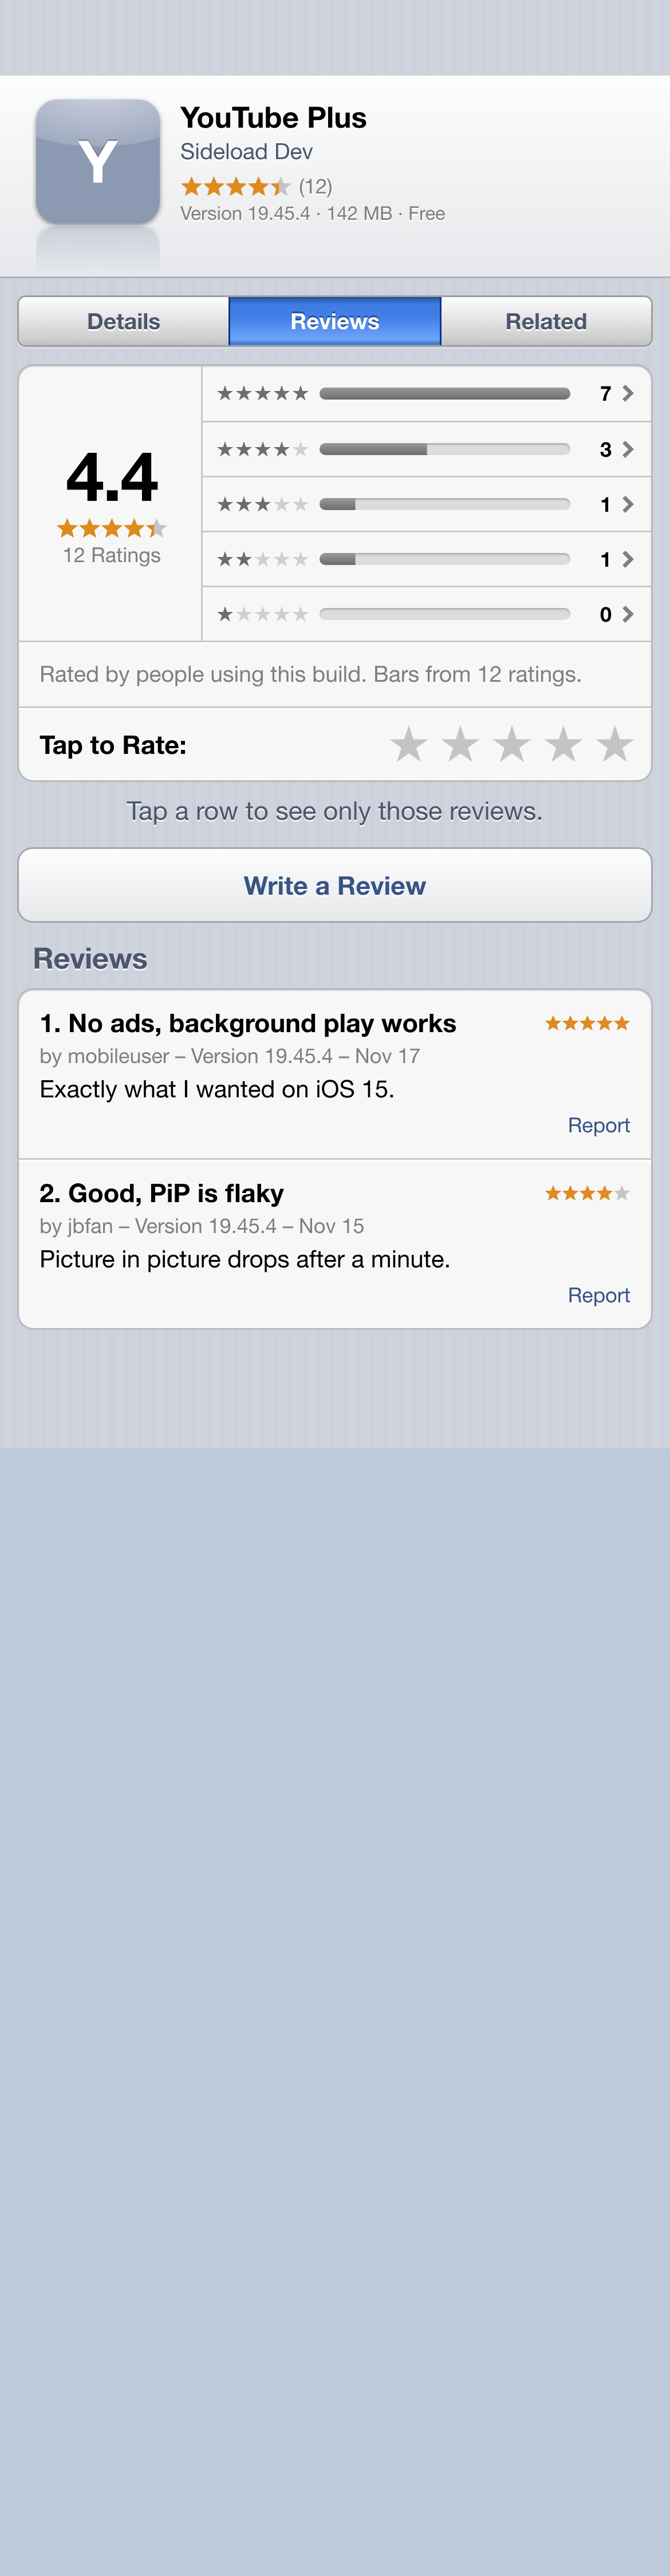 Y
YouTube Plus
Sideload Dev
★★★★★ (12)
Version 19.45.4 · 142 MB · Free
Details
Reviews
Related
4.4
12 Ratings
★★★★★ 7
★★★★★ 3
★★★★★ 1
★★★★★ 1
★★★★★ 0
Rated by people using this build. Bars from 12 ratings.
Tap to Rate: ★★★★★
Tap a row to see only those reviews.
Write a Review
Reviews
1. No ads, background play works ★★★★★
by mobileuser – Version 19.45.4 – Nov 17
Exactly what I wanted on iOS 15.
Report
2. Good, PiP is flaky ★★★★★
by jbfan – Version 19.45.4 – Nov 15
Picture in picture drops after a minute.
Report